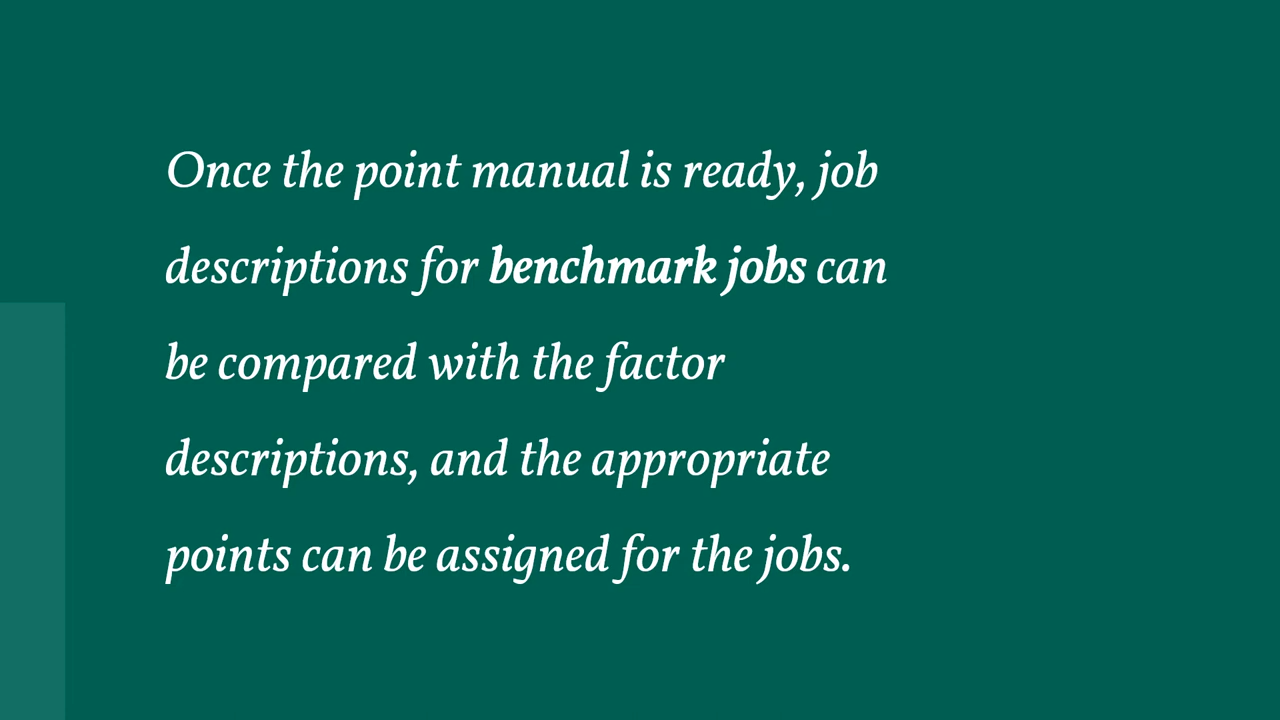 Once the point manual is ready, job
descriptions for benchmark jobs can
be compared with the factor
descriptions, and the appropriate
points can be assigned for the jobs.